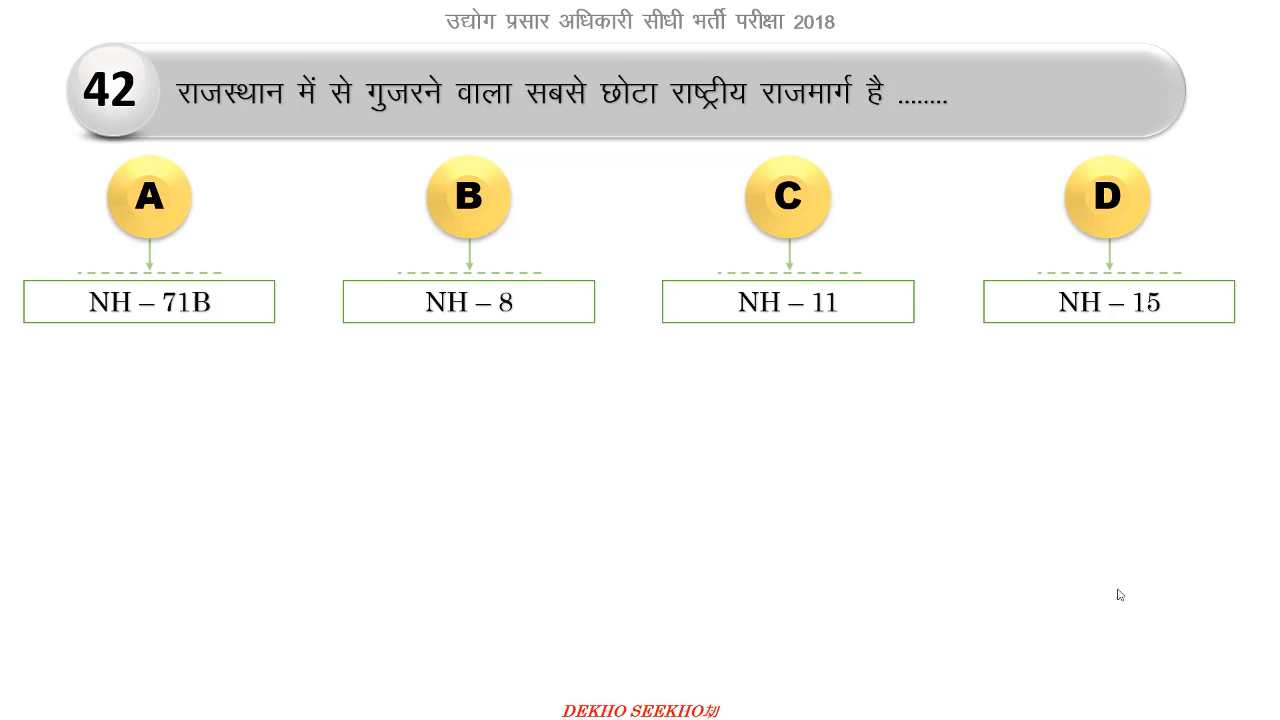 उद्योग प्रसार अधिकारी सीधी भर्ती परीक्षा 2018
42 राजस्थान में से गुजरने वाला सबसे छोटा राष्ट्रीय राजमार्ग है ........
A B C D
NH – 71B NH – 8 NH – 11 NH – 15
DEKHO SEEKHO